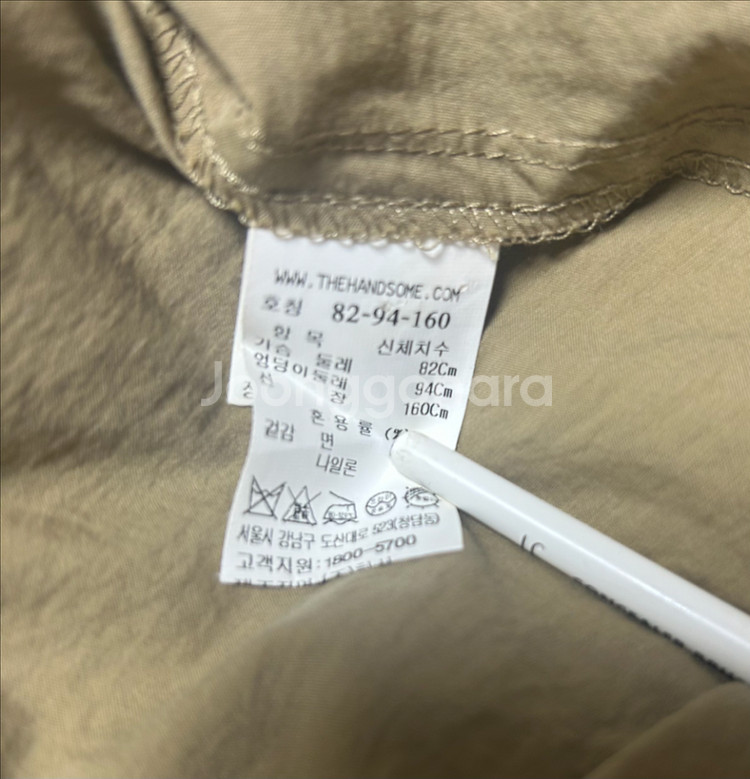 WWW.THEHANDSOME.COM
호칭 82-94-160
항 목 신체치수
가슴 둘레 82Cm
엉덩이 둘레 94Cm
신 장 160Cm
혼 용 률 (%)
겉감 면
나일론
서울시 강남구 도산대로 523(청담동)
고객지원:1800-5700
Joonggonara